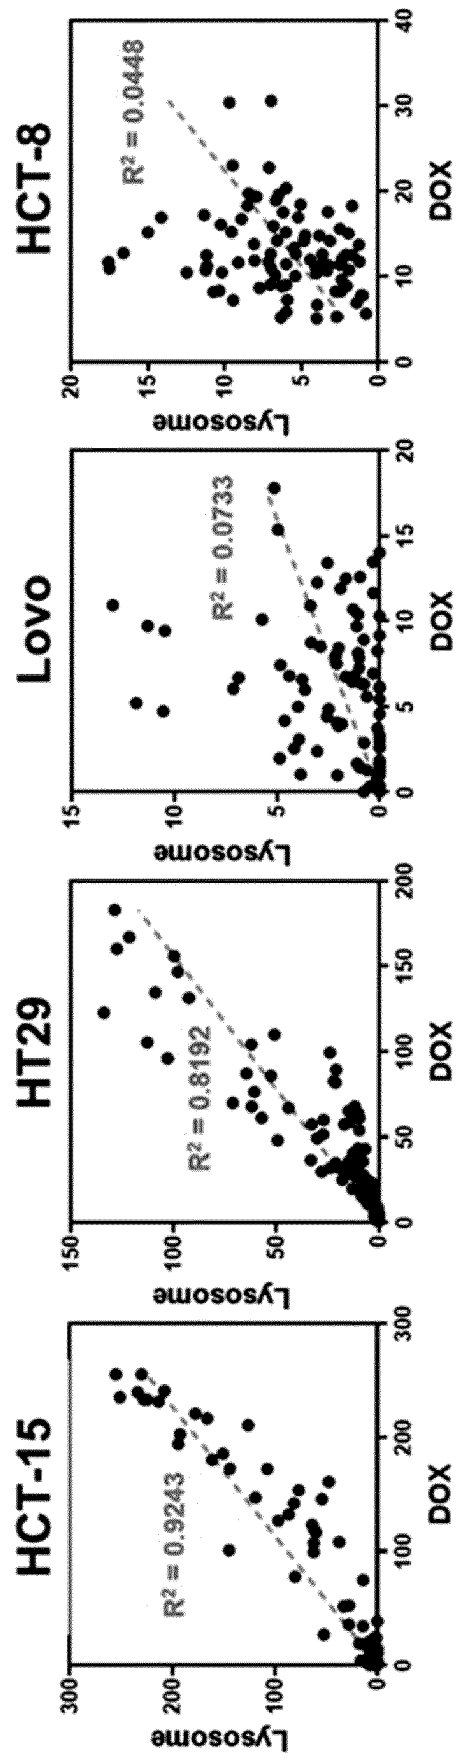 HCT-15
Lysosome
300
200
100
0
R² = 0.9243
0
100
200
300
DOX
HT29
Lysosome
150
100
50
0
R² = 0.8192
0
50
100
150
200
DOX
Lovo
Lysosome
15
10
5
0
R² = 0.0733
0
5
10
15
20
DOX
HCT-8
Lysosome
20
15
10
5
0
R² = 0.0448
0
10
20
30
40
DOX